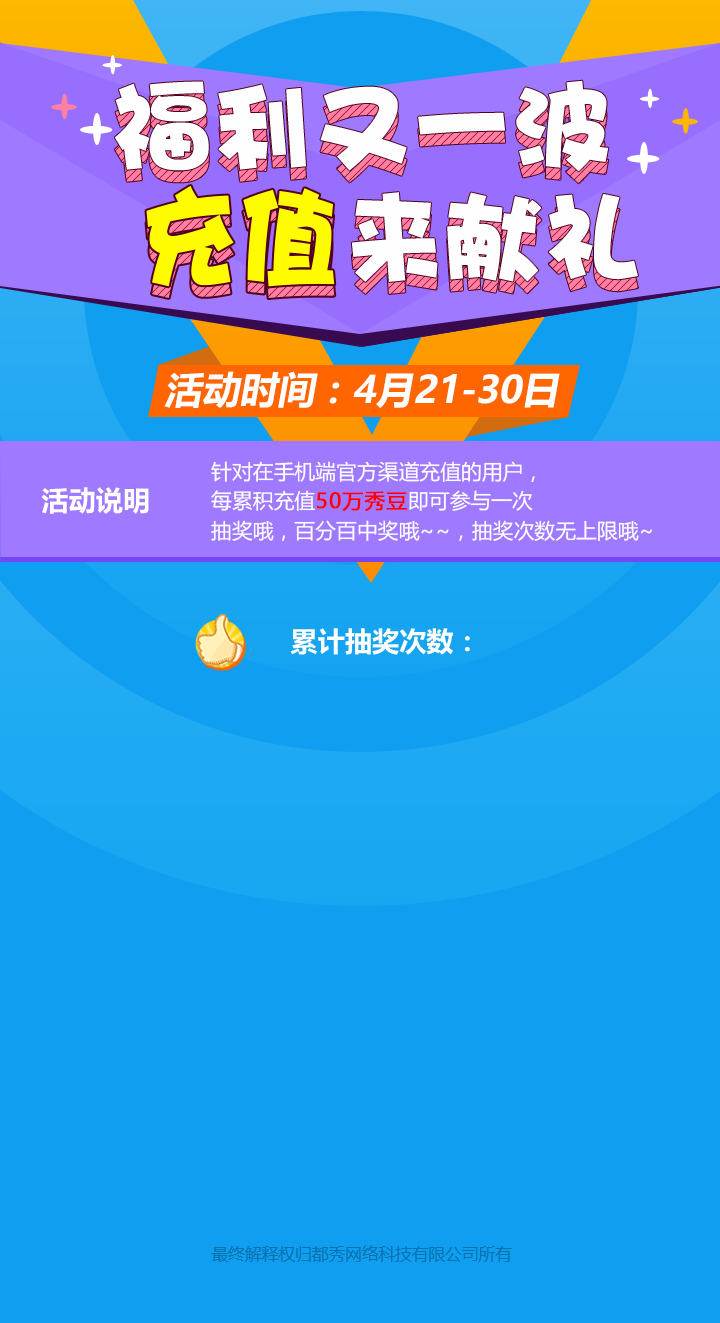 福利又一波
充值来献礼
活动时间：4月21-30日
活动说明
针对在手机端官方渠道充值的用户，
每累积充值50万秀豆即可参与一次
抽奖哦，百分百中奖哦~~，抽奖次数无上限哦~
累计抽奖次数：
最终解释权归都秀网络科技有限公司所有